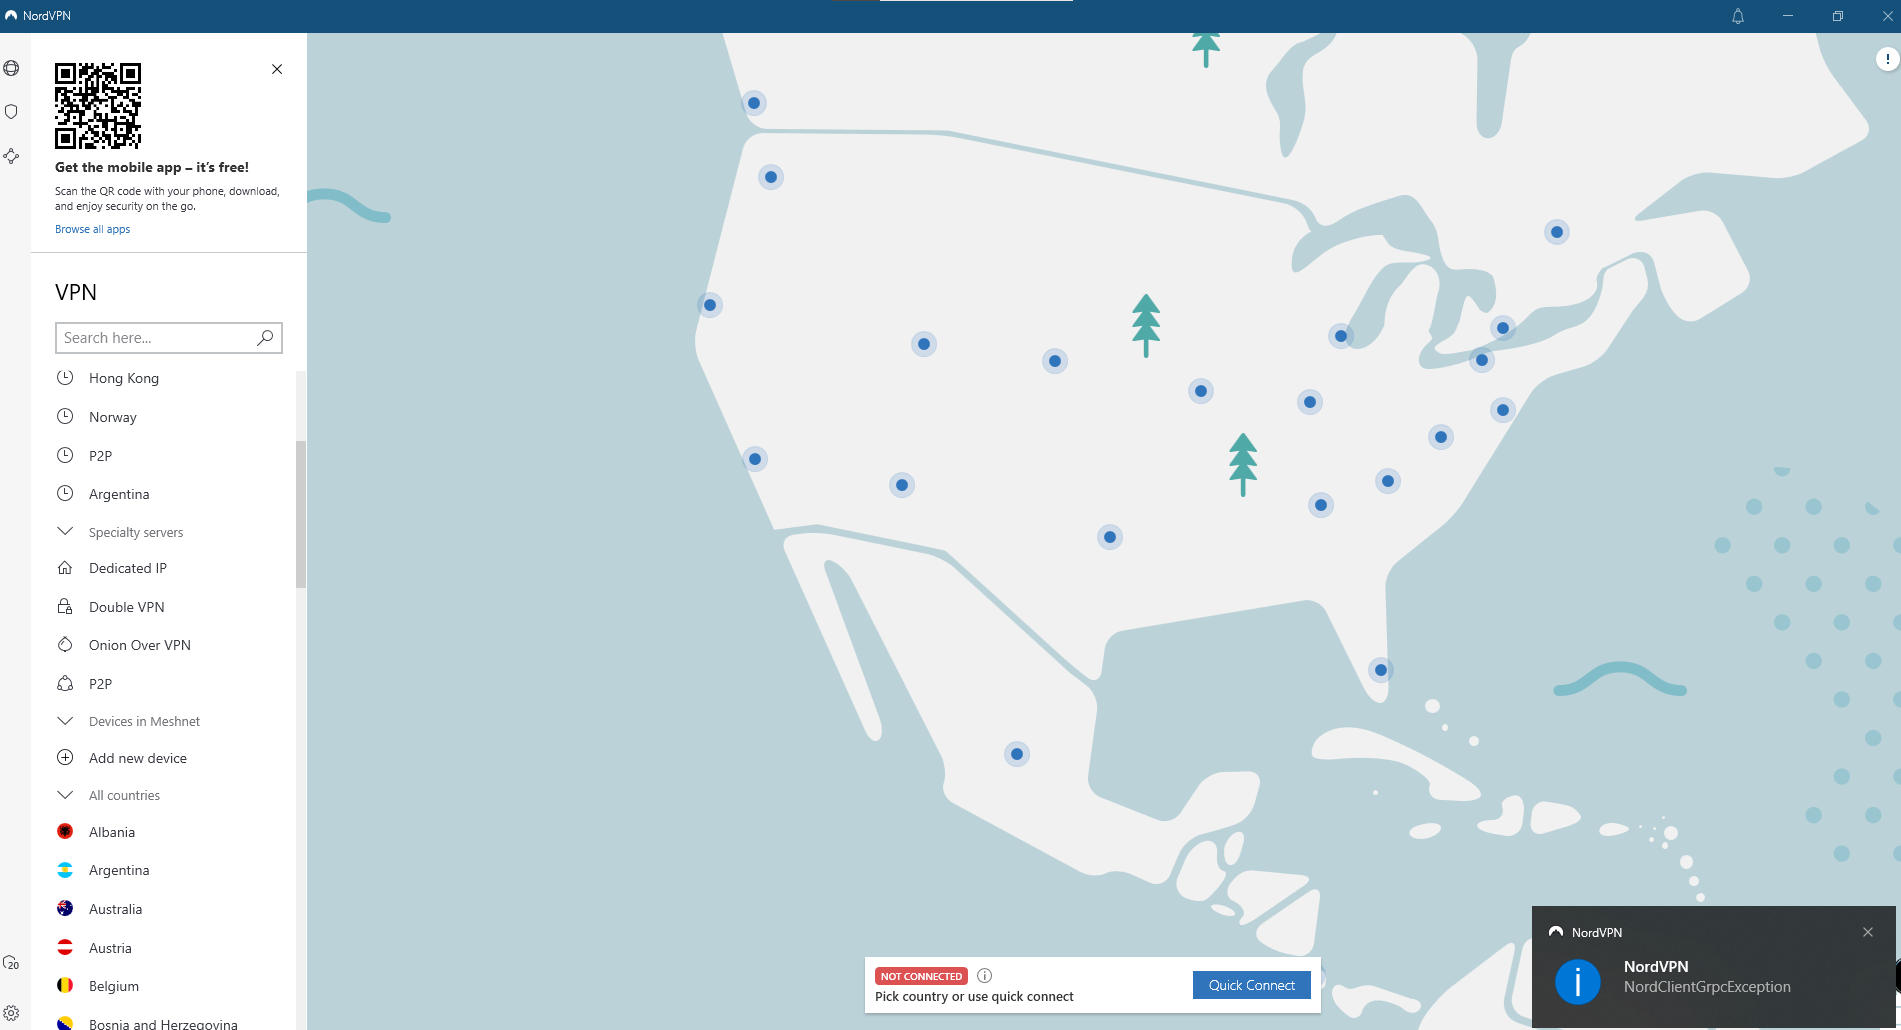 NordVPN
Get the mobile app – it's free!
Scan the QR code with your phone, download,
and enjoy security on the go.
Browse all apps
VPN
Search here...
Hong Kong
Norway
P2P
Argentina
Specialty servers
Dedicated IP
Double VPN
Onion Over VPN
P2P
Devices in Meshnet
Add new device
All countries
Albania
Argentina
Australia
Austria
Belgium
Bosnia and Herzegovina
20
!
NOT CONNECTED
Pick country or use quick connect
Quick Connect
NordVPN
NordVPN
NordClientGrpcException